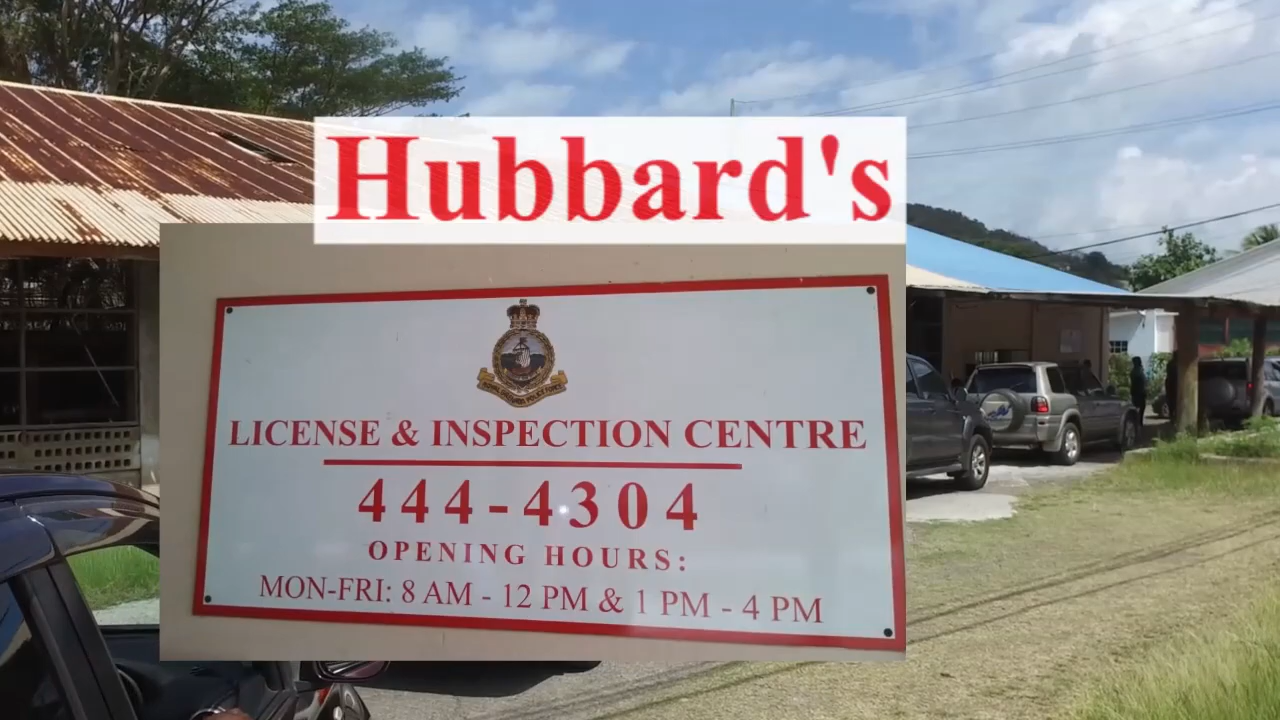 Hubbard's
LICENSE & INSPECTION CENTRE
444-4304
OPENING HOURS:
MON-FRI: 8 AM - 12 PM & 1 PM - 4 PM